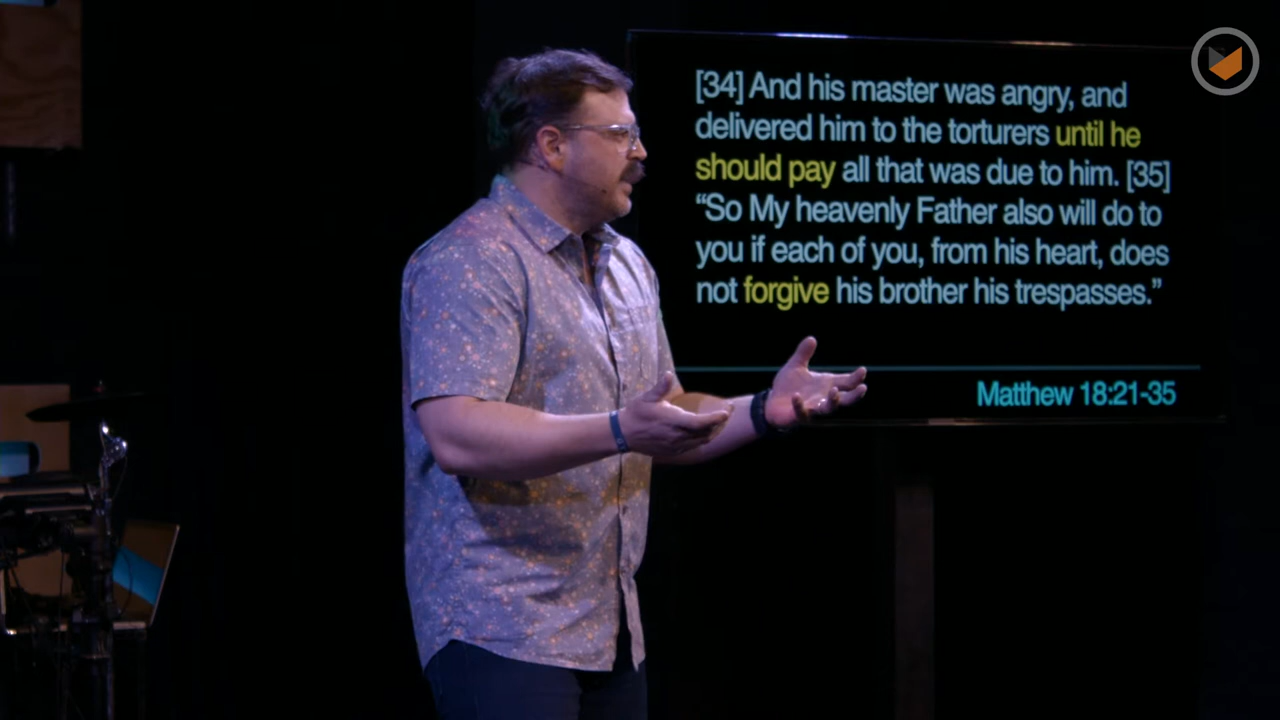 [34] And his master was angry, and
delivered him to the torturers until he
should pay all that was due to him. [35]
“So My heavenly Father also will do to
you if each of you, from his heart, does
not forgive his brother his trespasses.”
Matthew 18:21-35